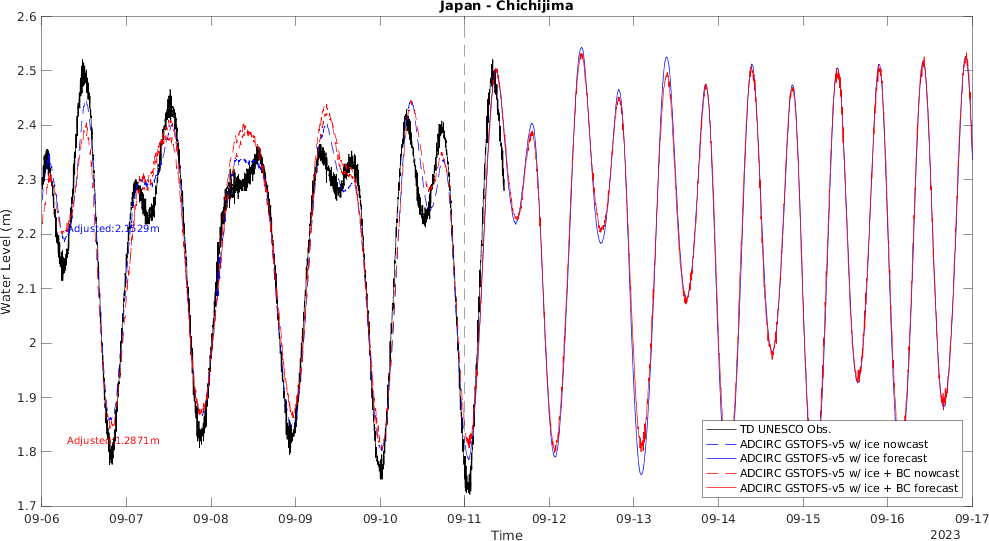 Japan - Chichijima
2.6
2.5
2.4
2.3
2.2
2.1
2
1.9
1.8
1.7
Water Level (m)
Adjusted:2.1529m
Adjusted:1.2871m
TD UNESCO Obs.
ADCIRC GSTOFS-v5 w/ ice nowcast
ADCIRC GSTOFS-v5 w/ ice forecast
ADCIRC GSTOFS-v5 w/ ice + BC nowcast
ADCIRC GSTOFS-v5 w/ ice + BC forecast
09-06 09-07 09-08 09-09 09-10 09-11 09-12 09-13 09-14 09-15 09-16 09-17
Time
2023